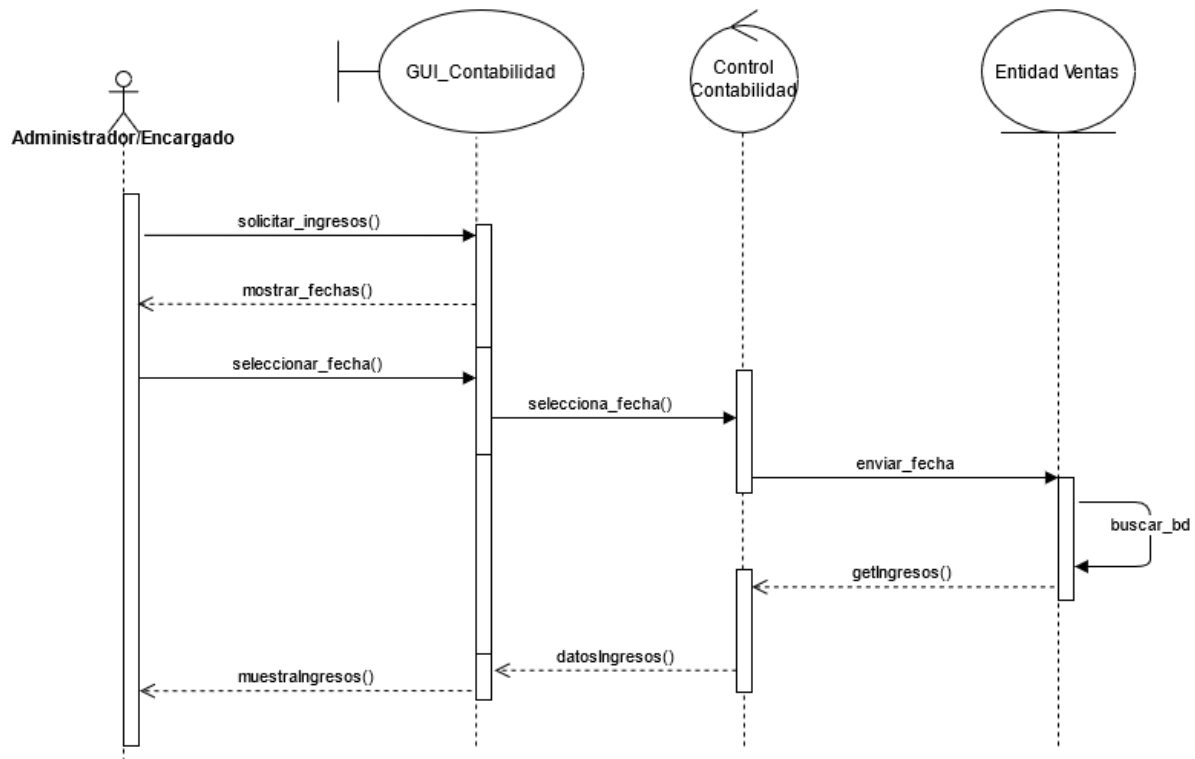 GUI_Contabilidad
Control
Contabilidad
Entidad Ventas
Administrador/Encargado
solicitar_ingresos()
mostrar_fechas()
seleccionar_fecha()
selecciona_fecha()
enviar_fecha
buscar_bd
getIngresos()
datosIngresos()
muestraIngresos()